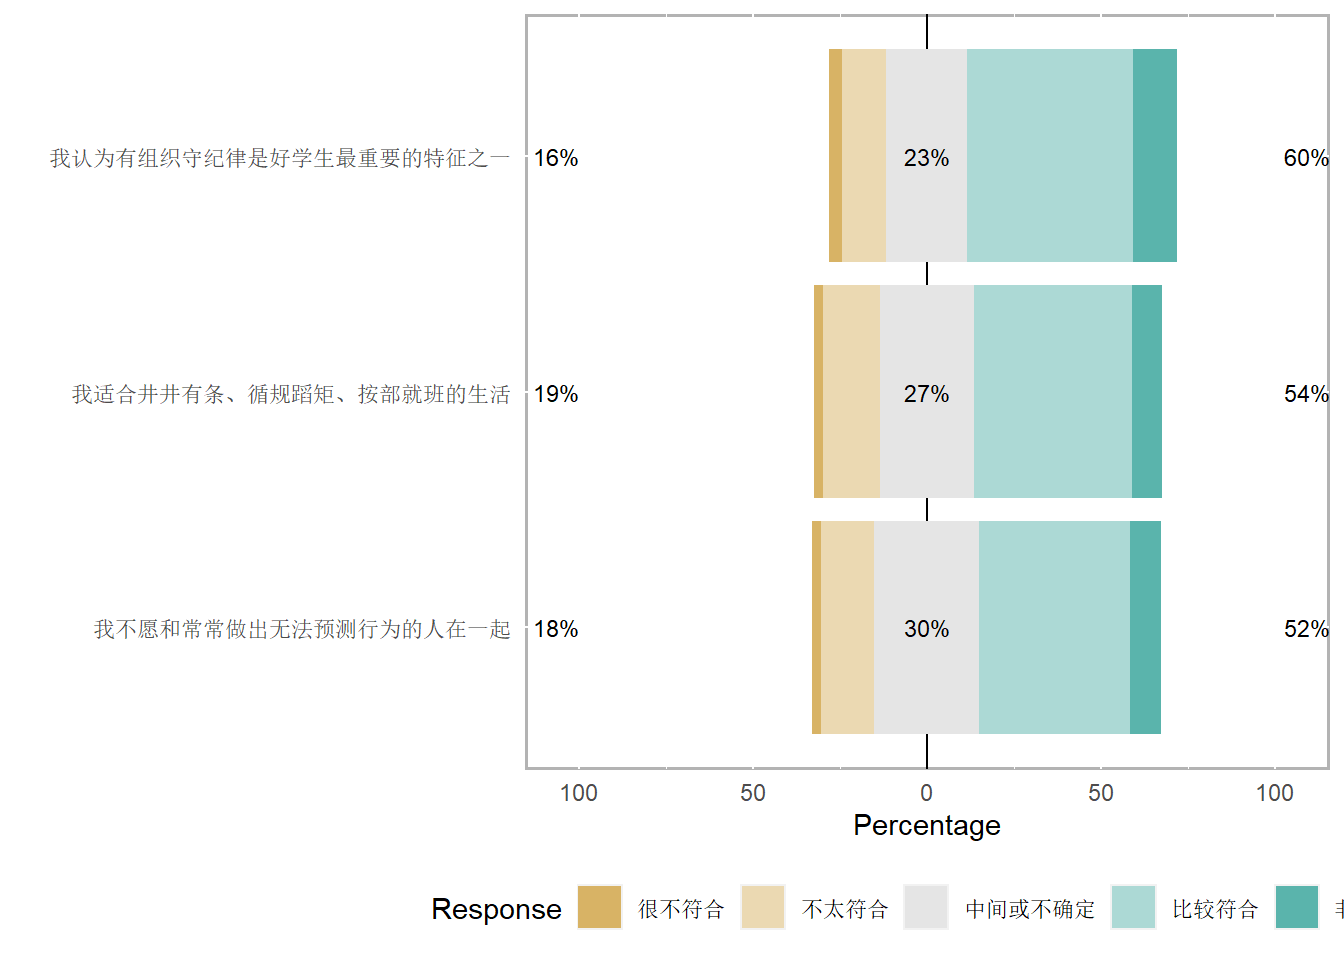 我认为有组织守纪律是好学生最重要的特征之一 16% 23% 60%
我适合井井有条、循规蹈矩、按部就班的生活 19% 27% 54%
我不愿和常常做出无法预测行为的人在一起 18% 30% 52%
100 50 0 50 100
Percentage
Response 很不符合 不太符合 中间或不确定 比较符合